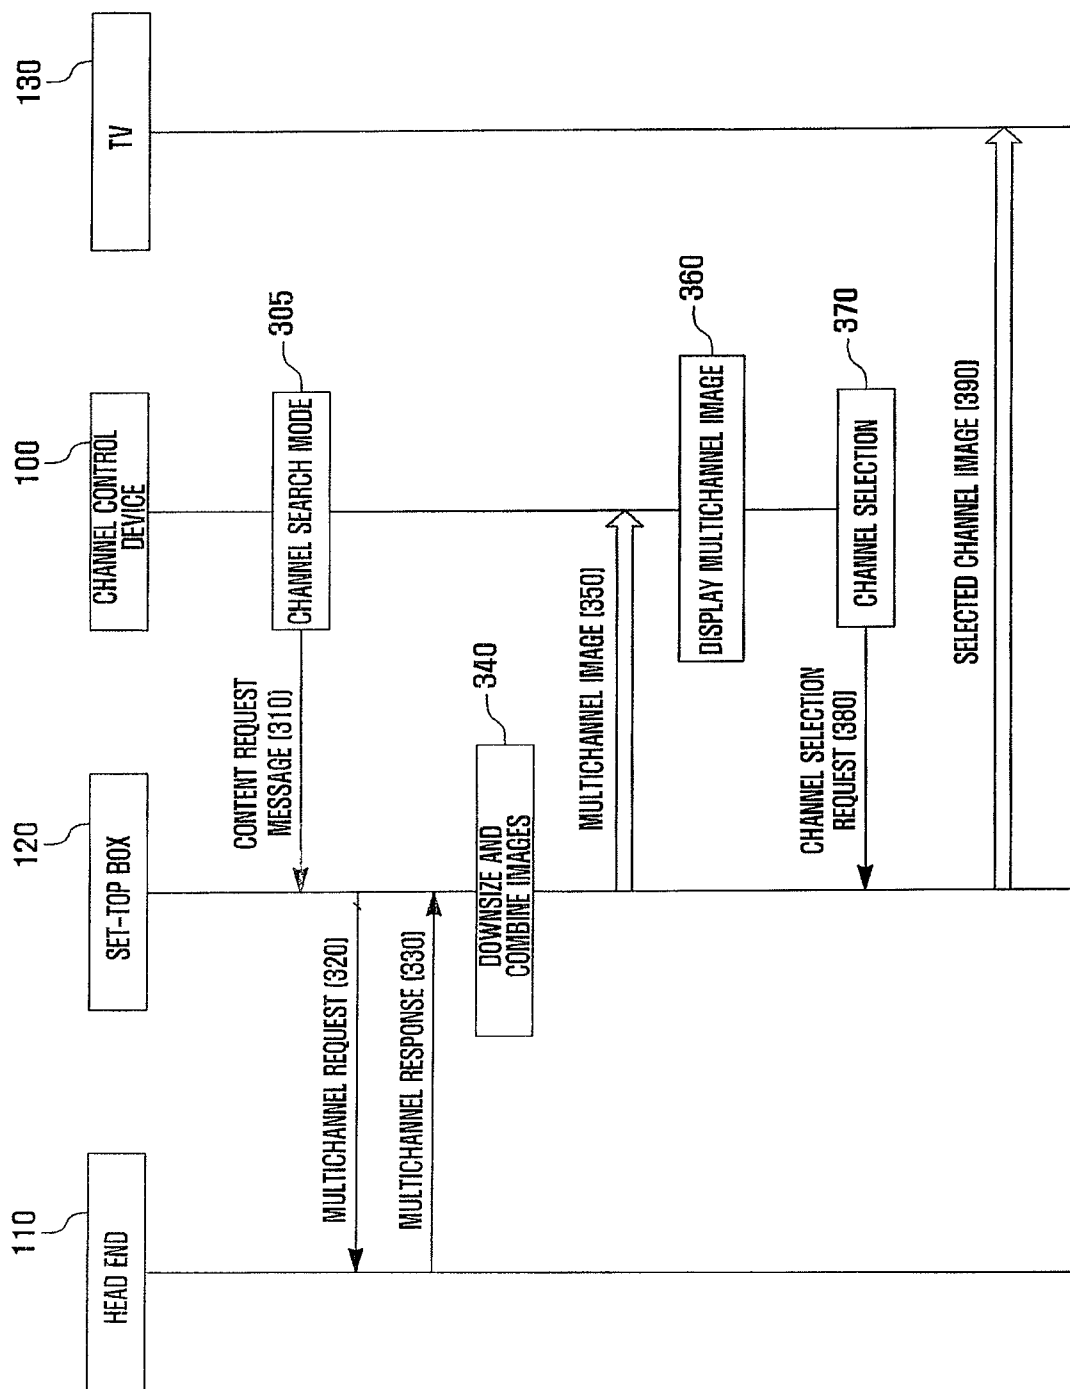 110
HEAD END
120
SET-TOP BOX
100
CHANNEL CONTROL
DEVICE
130
TV
305
CHANNEL SEARCH MODE
CONTENT REQUEST
MESSAGE (310)
MULTICHANNEL REQUEST (320)
MULTICHANNEL RESPONSE (330)
340
DOWNSIZE AND
COMBINE IMAGES
MULTICHANNEL IMAGE (350)
360
DISPLAY MULTICHANNEL IMAGE
370
CHANNEL SELECTION
CHANNEL SELECTION
REQUEST (380)
SELECTED CHANNEL IMAGE (390)